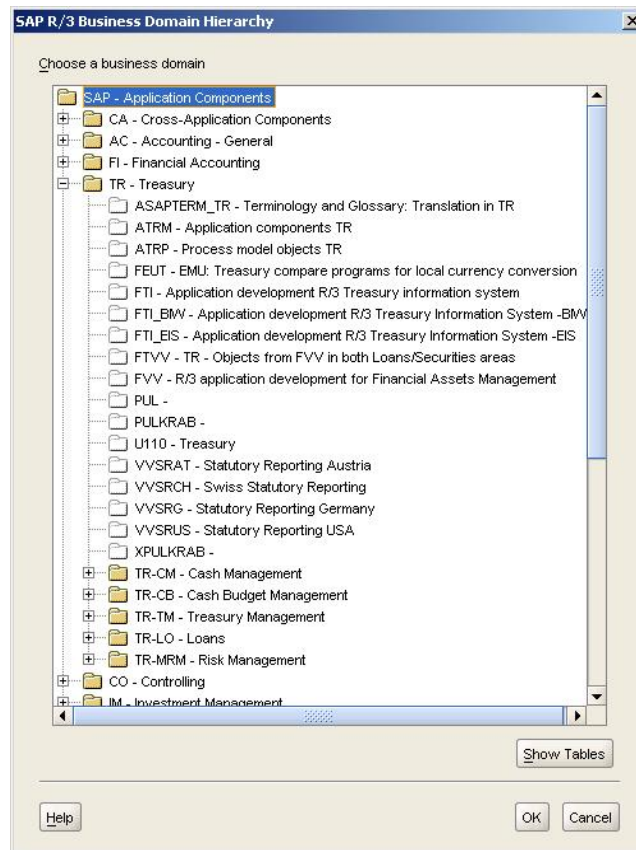 SAP R/3 Business Domain Hierarchy
Choose a business domain
SAP - Application Components
CA - Cross-Application Components
AC - Accounting - General
FI - Financial Accounting
TR - Treasury
ASAPTERM_TR - Terminology and Glossary: Translation in TR
ATRM - Application components TR
ATRP - Process model objects TR
FEUT - EMU: Treasury compare programs for local currency conversion
FTI - Application development R/3 Treasury information system
FTI_BIW - Application development R/3 Treasury Information System -BIW
FTI_EIS - Application development R/3 Treasury Information System -EIS
FTVV - TR - Objects from FVV in both Loans/Securities areas
FVV - R/3 application development for Financial Assets Management
PUL -
PULKRAB -
U110 - Treasury
VVSRAT - Statutory Reporting Austria
VVSRCH - Swiss Statutory Reporting
VVSRG - Statutory Reporting Germany
VVSRUS - Statutory Reporting USA
XPULKRAB -
TR-CM - Cash Management
TR-CB - Cash Budget Management
TR-TM - Treasury Management
TR-LO - Loans
TR-MRM - Risk Management
CO - Controlling
IM - Investment Management
Show Tables
Help
OK
Cancel